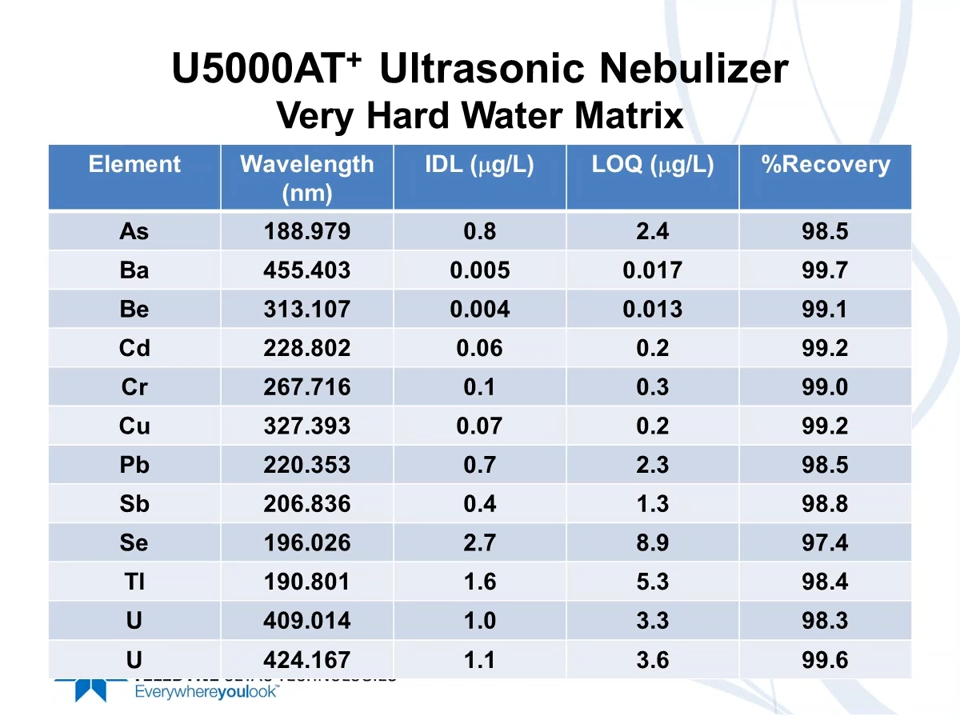 U5000AT+ Ultrasonic Nebulizer
Very Hard Water Matrix
Element Wavelength (nm) IDL (μg/L) LOQ (μg/L) %Recovery
As 188.979 0.8 2.4 98.5
Ba 455.403 0.005 0.017 99.7
Be 313.107 0.004 0.013 99.1
Cd 228.802 0.06 0.2 99.2
Cr 267.716 0.1 0.3 99.0
Cu 327.393 0.07 0.2 99.2
Pb 220.353 0.7 2.3 98.5
Sb 206.836 0.4 1.3 98.8
Se 196.026 2.7 8.9 97.4
Tl 190.801 1.6 5.3 98.4
U 409.014 1.0 3.3 98.3
U 424.167 1.1 3.6 99.6
TECHNOLOGIES
Everywhereyoulook™